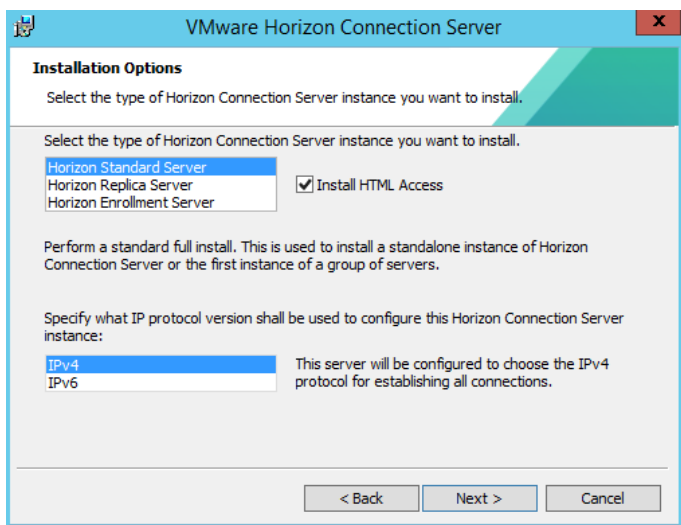 VMware Horizon Connection Server
x
Installation Options
Select the type of Horizon Connection Server instance you want to install.
Select the type of Horizon Connection Server instance you want to install.
Horizon Standard Server
Horizon Replica Server
Horizon Enrollment Server
Install HTML Access
Perform a standard full install. This is used to install a standalone instance of Horizon
Connection Server or the first instance of a group of servers.
Specify what IP protocol version shall be used to configure this Horizon Connection Server
instance:
IPv4
IPv6
This server will be configured to choose the IPv4
protocol for establishing all connections.
< Back
Next >
Cancel